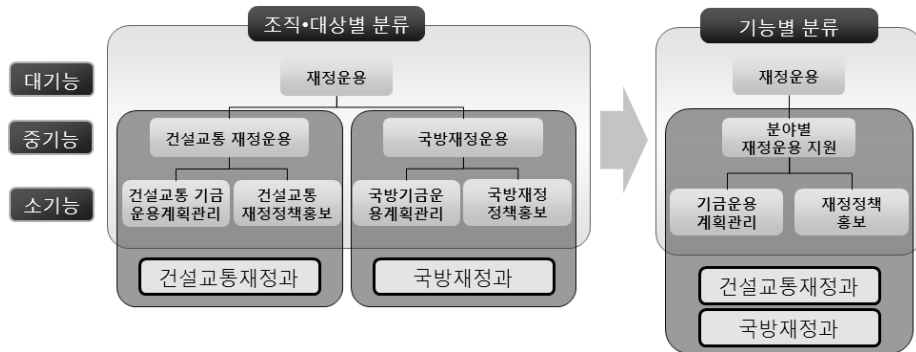 조직•대상별 분류
기능별 분류
대기능
재정운용
재정운용
중기능
건설교통 재정운용
국방재정운용
분야별
재정운용 지원
소기능
건설교통 기금
운용계획관리
건설교통
재정정책홍보
국방기금운
용계획관리
국방재정
정책홍보
기금운용
계획관리
재정정책
홍보
건설교통재정과
국방재정과
건설교통재정과
국방재정과